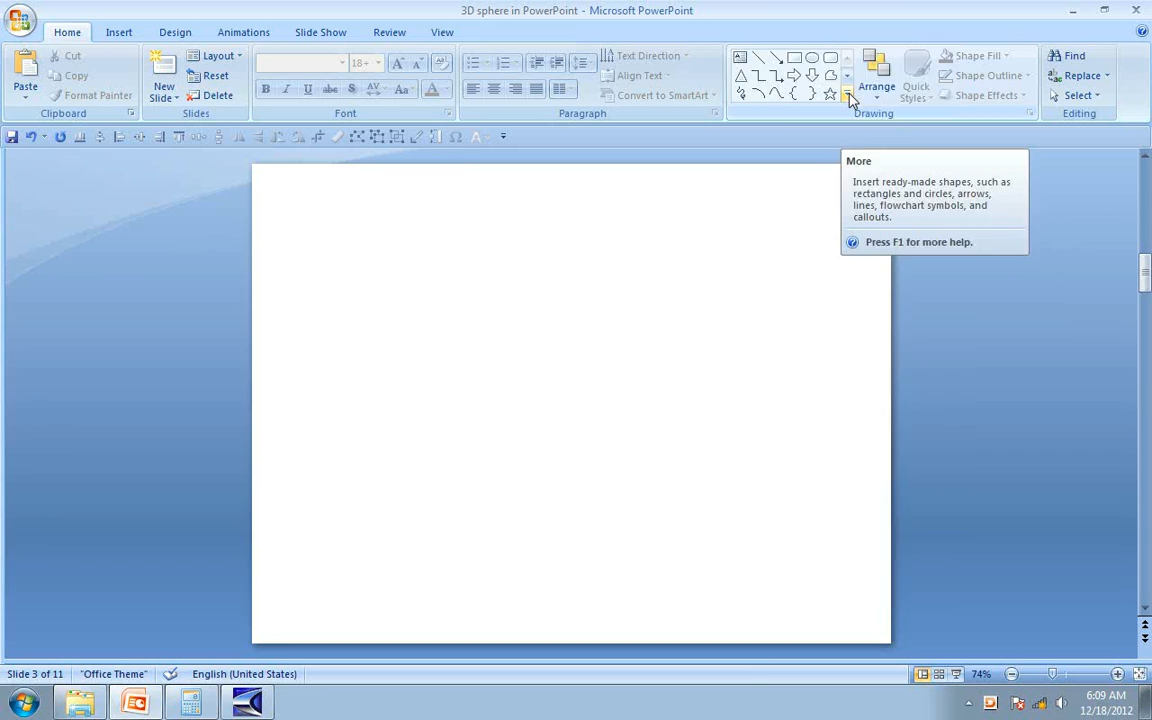 3D sphere in PowerPoint - Microsoft PowerPoint
Home Insert Design Animations Slide Show Review View
Paste
Cut
Copy
Format Painter
Clipboard
New
Slide
Layout
Reset
Delete
Slides
18
Font
Text Direction
Align Text
Convert to SmartArt
Paragraph
Arrange
Quick
Styles
Shape Fill
Shape Outline
Shape Effects
Drawing
Find
Replace
Select
Editing
More
Insert ready-made shapes, such as
rectangles and circles, arrows,
lines, flowchart symbols, and
callouts.
Press F1 for more help.
Slide 3 of 11 "Office Theme" English (United States) 74%
6:09 AM
12/18/2012